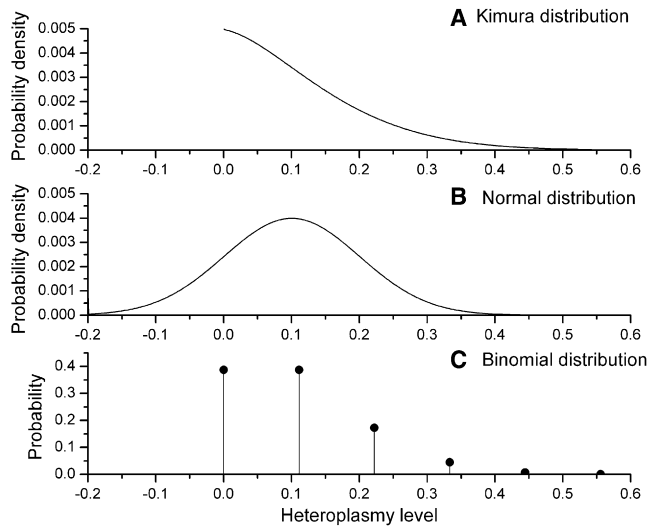 A Kimura distribution
Probability density
0.005
0.004
0.003
0.002
0.001
0.000
-0.2 -0.1 0.0 0.1 0.2 0.3 0.4 0.5 0.6
B Normal distribution
Probability density
0.005
0.004
0.003
0.002
0.001
0.000
-0.2 -0.1 0.0 0.1 0.2 0.3 0.4 0.5 0.6
C Binomial distribution
Probability
0.4
0.3
0.2
0.1
0.0
-0.2 -0.1 0.0 0.1 0.2 0.3 0.4 0.5 0.6
Heteroplasmy level